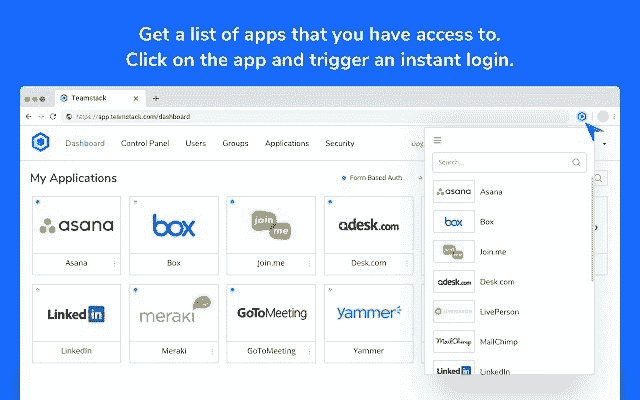 Get a list of apps that you have access to.
Click on the app and trigger an instant login.
Teamstack
https://app.teamstack.com/dashboard
Dashboard Control Panel Users Groups Applications Security
My Applications
Form Based Auth
Search...
asana
box
join me
desk.com
Asana
Box
Join.me
Desk.com
LinkedIn
meraki
GoToMeeting
yammer
LinkedIn
Meraki
GoToMeeting
Yammer
asana Asana
box Box
Join.me
desk.com Desk.com
LivePerson
MailChimp MailChimp
LinkedIn LinkedIn